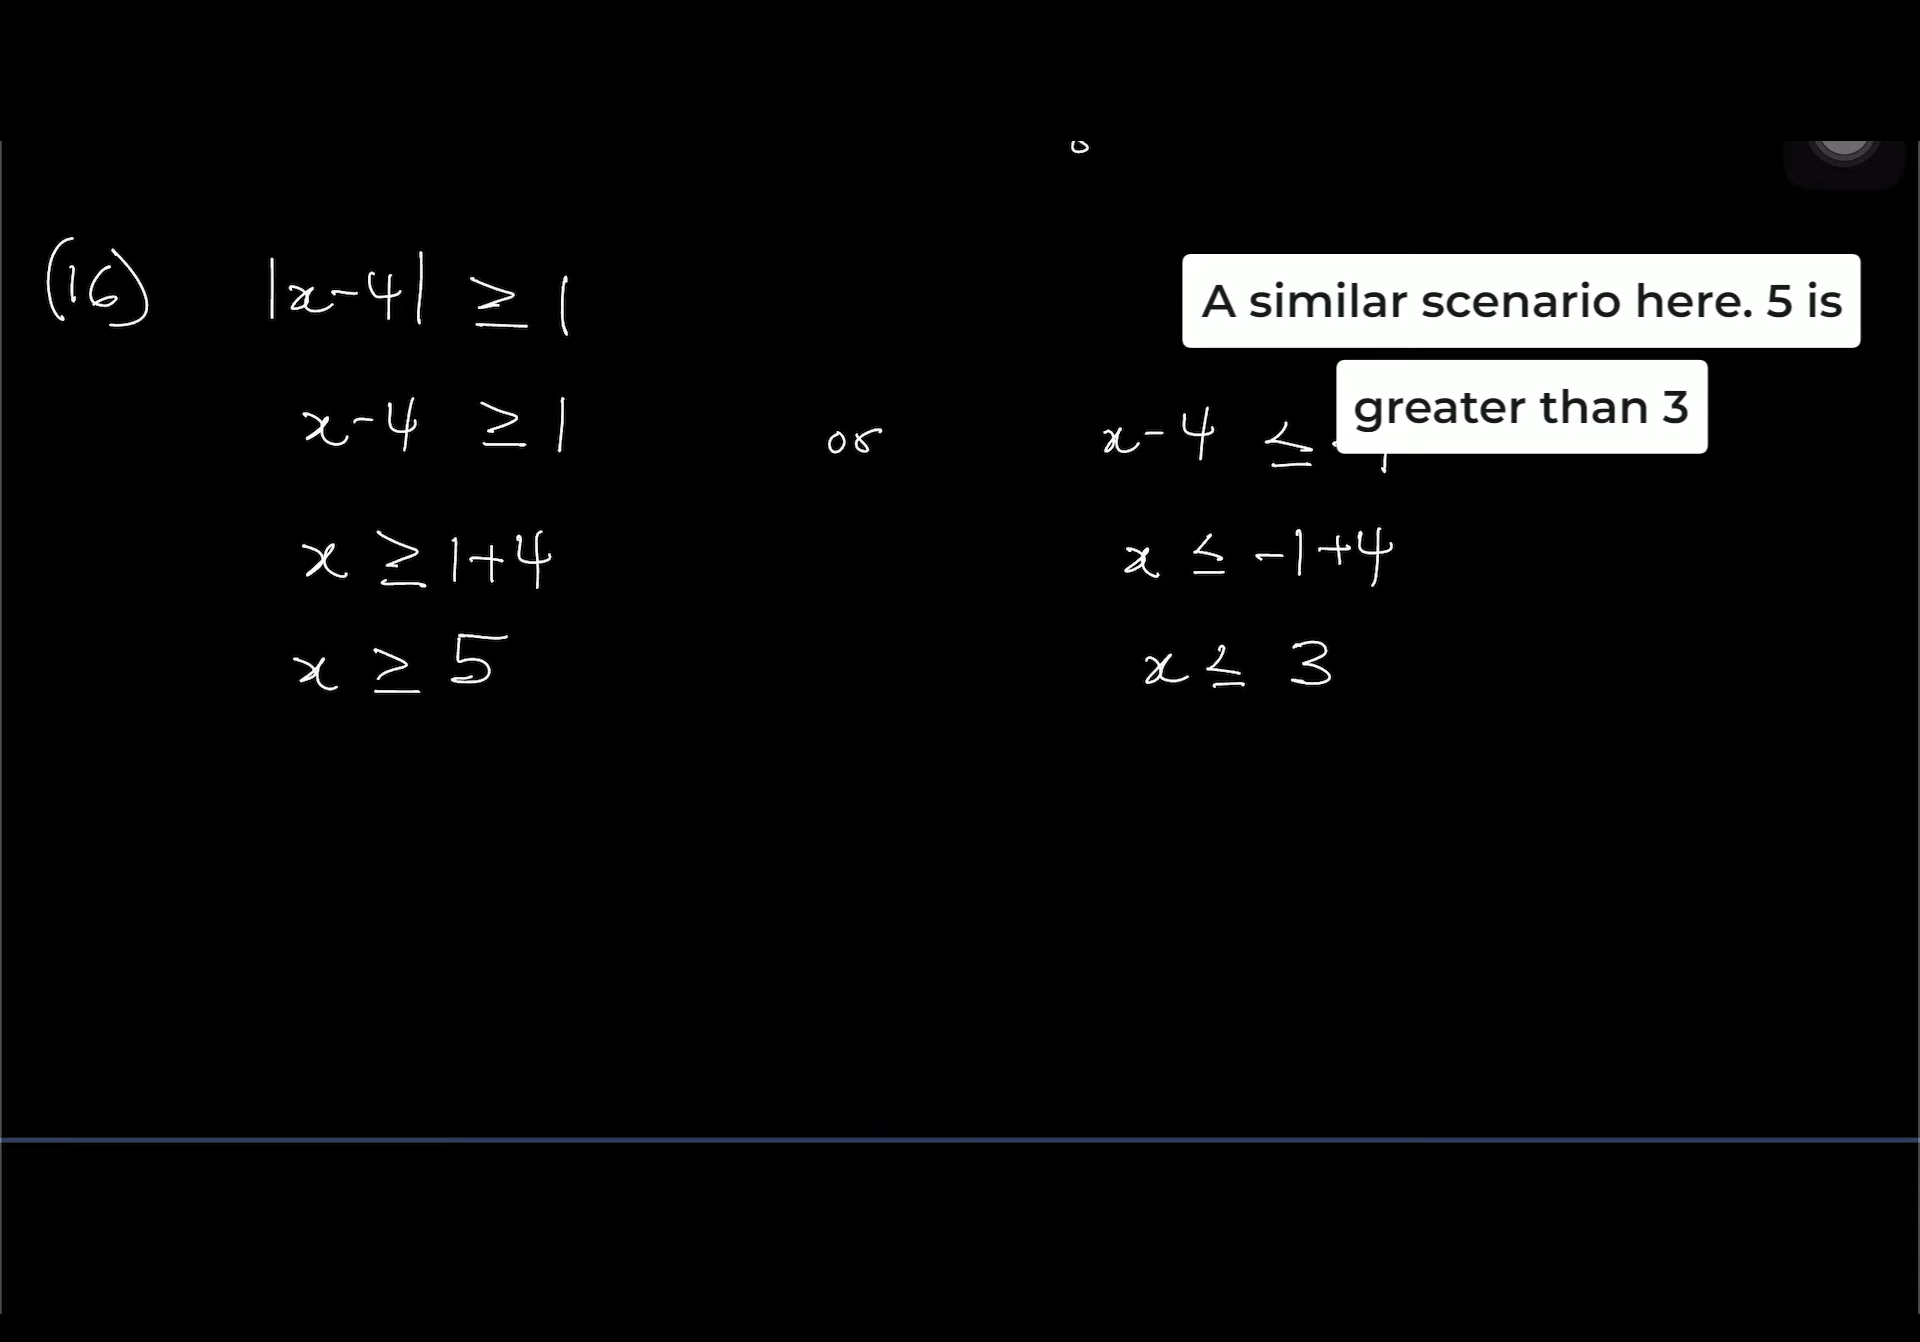 (16) |x-4| ≥ 1
A similar scenario here. 5 is
greater than 3
x-4 ≥ 1 or x-4 ≤
x ≥ 1+4 x ≤ -1+4
x ≥ 5 x ≤ 3